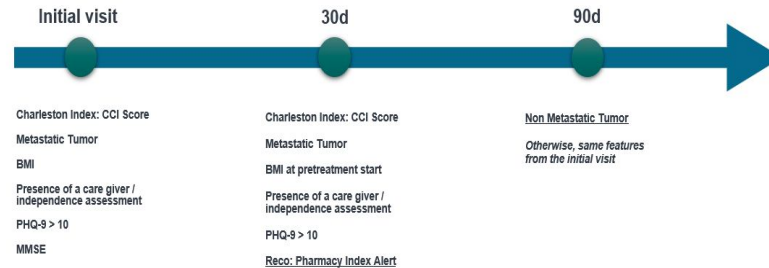 Initial visit
30d
90d
Charleston Index: CCI Score
Metastatic Tumor
BMI
Presence of a care giver /
independence assessment
PHQ-9 > 10
MMSE
Charleston Index: CCI Score
Metastatic Tumor
BMI at pretreatment start
Presence of a care giver /
independence assessment
PHQ-9 > 10
Reco: Pharmacy Index Alert
Non Metastatic Tumor
Otherwise, same features
from the initial visit